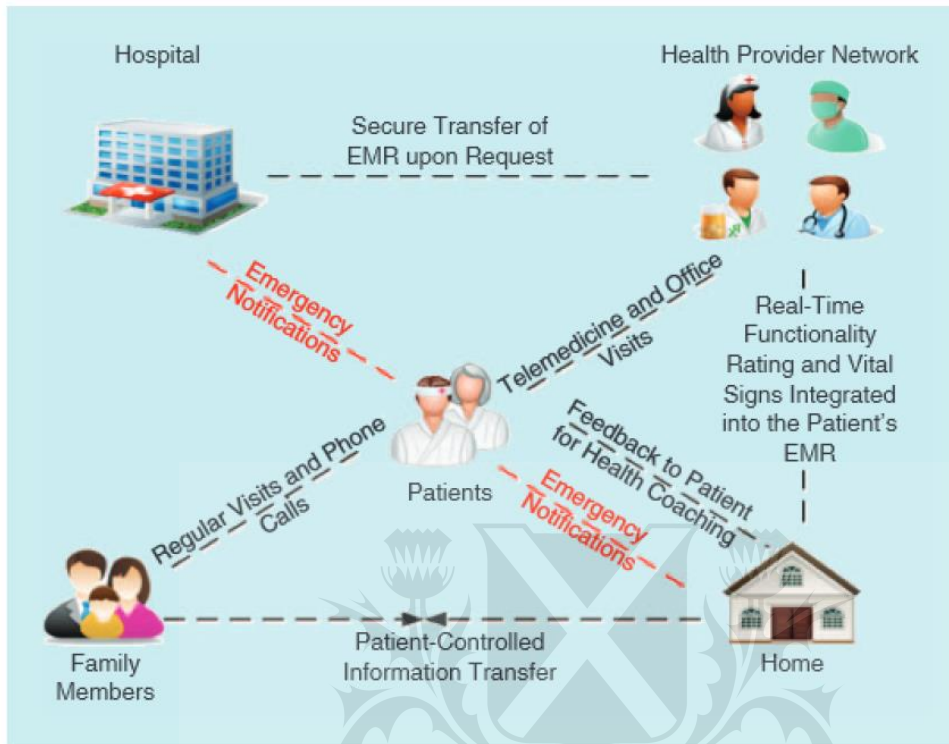 Hospital
Health Provider Network
Secure Transfer of
EMR upon Request
Emergency
Notifications
Telemedicine and Office
Visits
Real-Time
Functionality
Rating and Vital
Signs Integrated
into the Patient's
EMR
Patients
Feedback to Patient
for Health Coaching
Regular Visits and Phone
Calls
Emergency
Notifications
Family
Members
Patient-Controlled
Information Transfer
Home